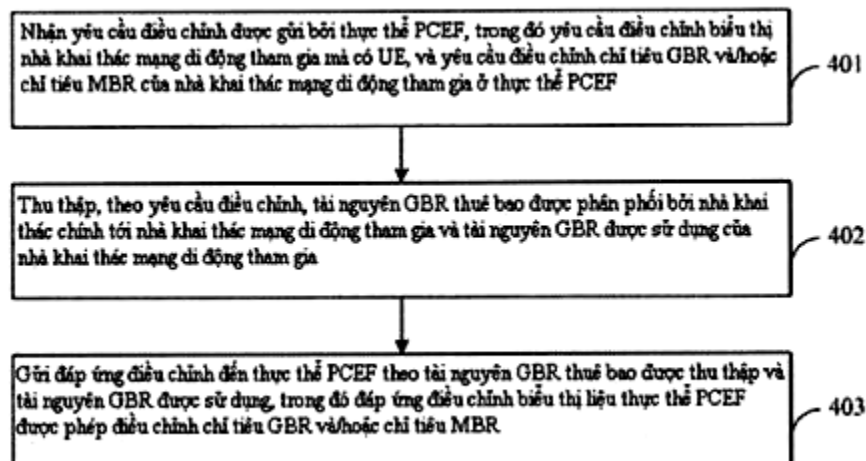 Nhận yêu cầu điều chỉnh được gửi bởi thực thể PCEF, trong đó yêu cầu điều chỉnh biểu thị
nhà khai thác mạng di động tham gia mà có UE, và yêu cầu điều chỉnh chỉ tiêu GBR và/hoặc
chỉ tiêu MBR của nhà khai thác mạng di động tham gia ở thực thể PCEF
401
Thu thập, theo yêu cầu điều chỉnh, tài nguyên GBR thuê bao được phân phối bởi nhà khai
thác chính tới nhà khai thác mạng di động tham gia và tài nguyên GBR được sử dụng của
nhà khai thác mạng di động tham gia
402
Gửi đáp ứng điều chỉnh đến thực thể PCEF theo tài nguyên GBR thuê bao được thu thập và
tài nguyên GBR được sử dụng, trong đó đáp ứng điều chỉnh biểu thị liệu thực thể PCEF
được phép điều chỉnh chỉ tiêu GBR và/hoặc chỉ tiêu MBR
403